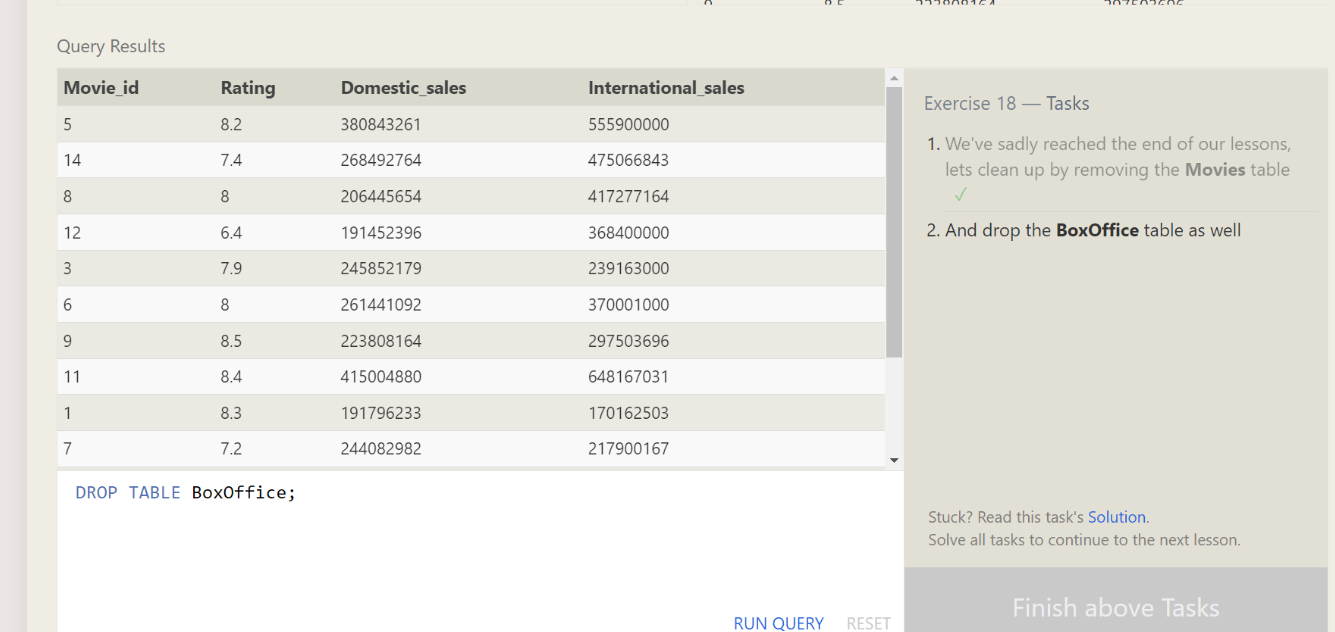 Query Results
Movie_id Rating Domestic_sales International_sales
5 8.2 380843261 555900000
14 7.4 268492764 475066843
8 8 206445654 417277164
12 6.4 191452396 368400000
3 7.9 245852179 239163000
6 8 261441092 370001000
9 8.5 223808164 297503696
11 8.4 415004880 648167031
1 8.3 191796233 170162503
7 7.2 244082982 217900167
DROP TABLE BoxOffice;
RUN QUERY RESET
Exercise 18 — Tasks
1. We've sadly reached the end of our lessons,
lets clean up by removing the Movies table
✓
2. And drop the BoxOffice table as well
Stuck? Read this task's Solution.
Solve all tasks to continue to the next lesson.
Finish above Tasks